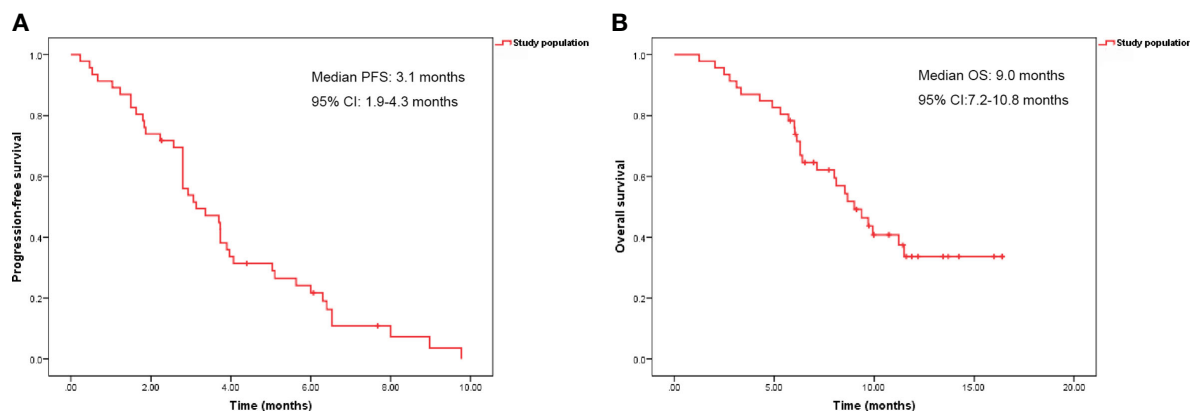 A
Study population
Median PFS: 3.1 months
95% CI: 1.9-4.3 months
Progression-free survival
1.0
0.8
0.6
0.4
0.2
0.0
.00 2.00 4.00 6.00 8.00 10.00
Time (months)
B
Study population
Median OS: 9.0 months
95% CI:7.2-10.8 months
Overall survival
1.0
0.8
0.6
0.4
0.2
0.0
.00 5.00 10.00 15.00 20.00
Time (months)